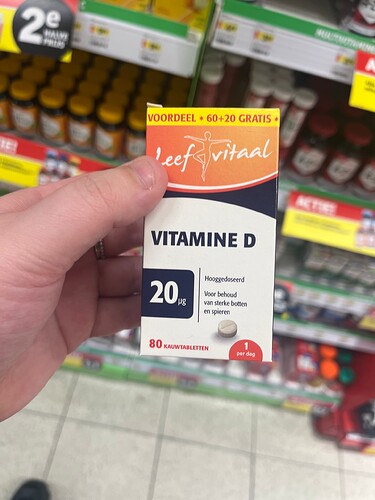 2e
HALVE
PRIJS
VOORDEEL • 60+20 GRATIS •
Leef vitaal
VITAMINE D
20 µg
Hooggedoseerd
Voor behoud
van sterke botten
en spieren
80 KAUWTABLETTEN
1
per dag
ACTIE!